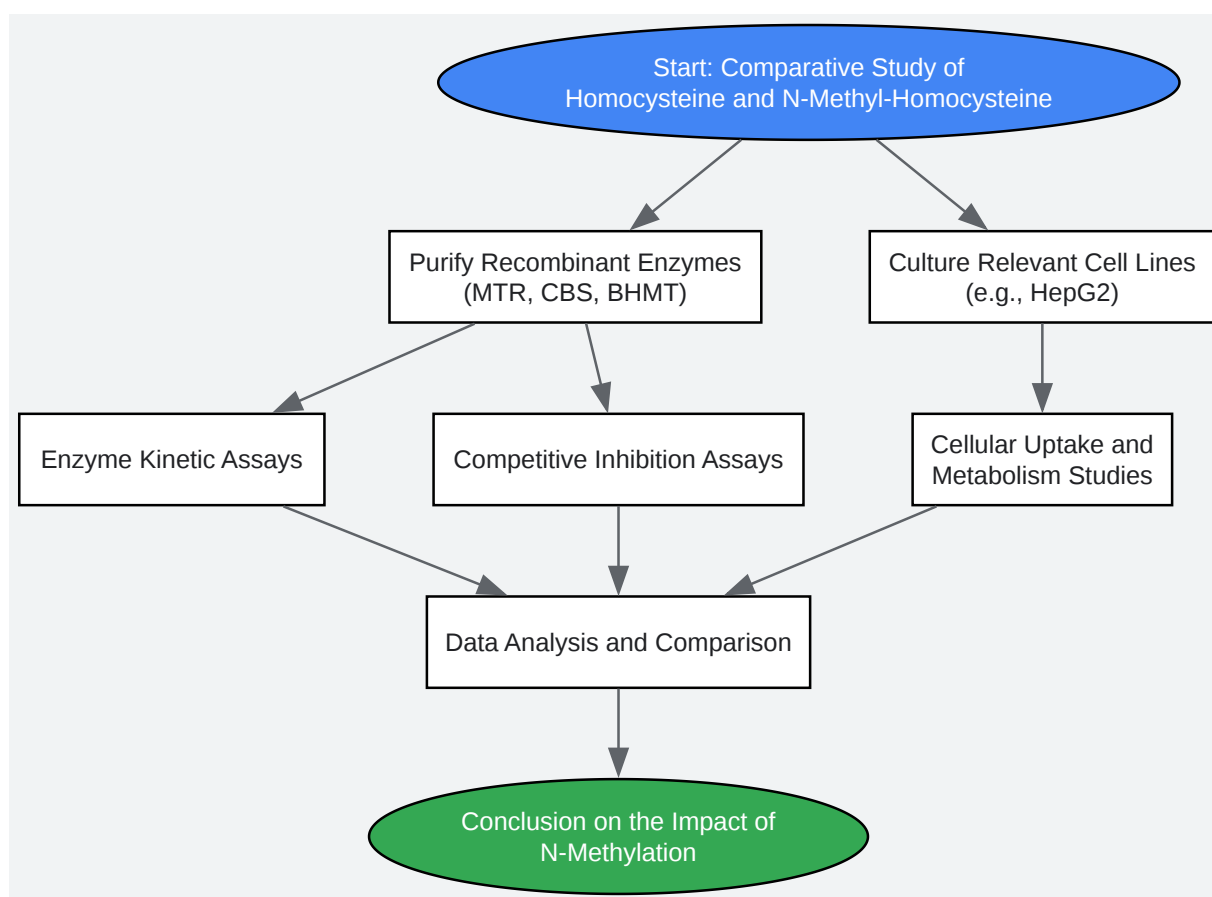 Start: Comparative Study of
Homocysteine and N-Methyl-Homocysteine
Purify Recombinant Enzymes
(MTR, CBS, BHMT)
Culture Relevant Cell Lines
(e.g., HepG2)
Enzyme Kinetic Assays
Competitive Inhibition Assays
Cellular Uptake and
Metabolism Studies
Data Analysis and Comparison
Conclusion on the Impact of
N-Methylation